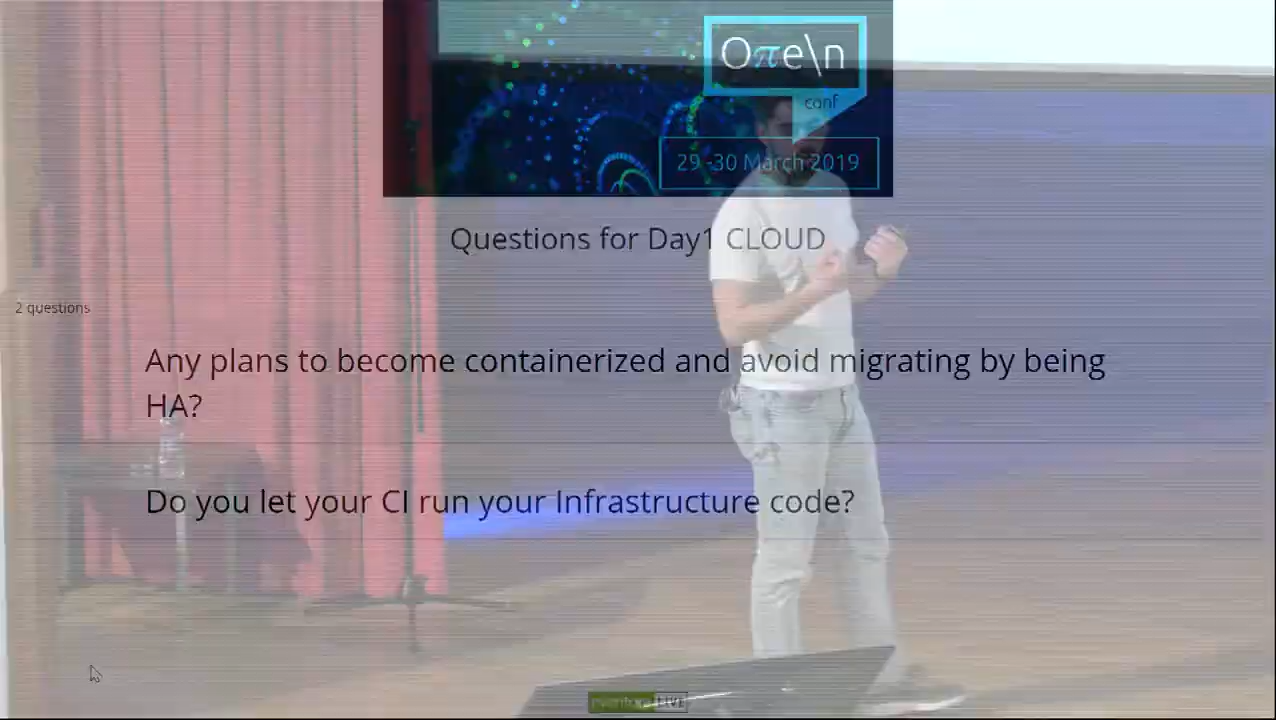 Oπe\n
conf
29 -30 March 2019
Questions for Day1 CLOUD
2 questions
Any plans to become containerized and avoid migrating by being
HA?
Do you let your CI run your Infrastructure code?
LIVE